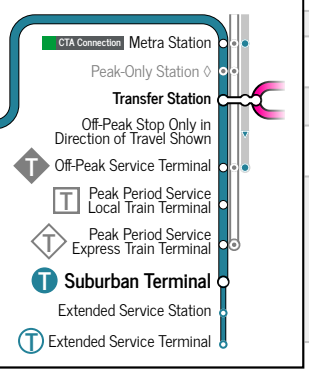 CTA Connection Metra Station
Peak-Only Station ◊
Transfer Station
Off-Peak Stop Only in
Direction of Travel Shown
T Off-Peak Service Terminal
T Peak Period Service
Local Train Terminal
T Peak Period Service
Express Train Terminal
T Suburban Terminal
Extended Service Station
T Extended Service Terminal